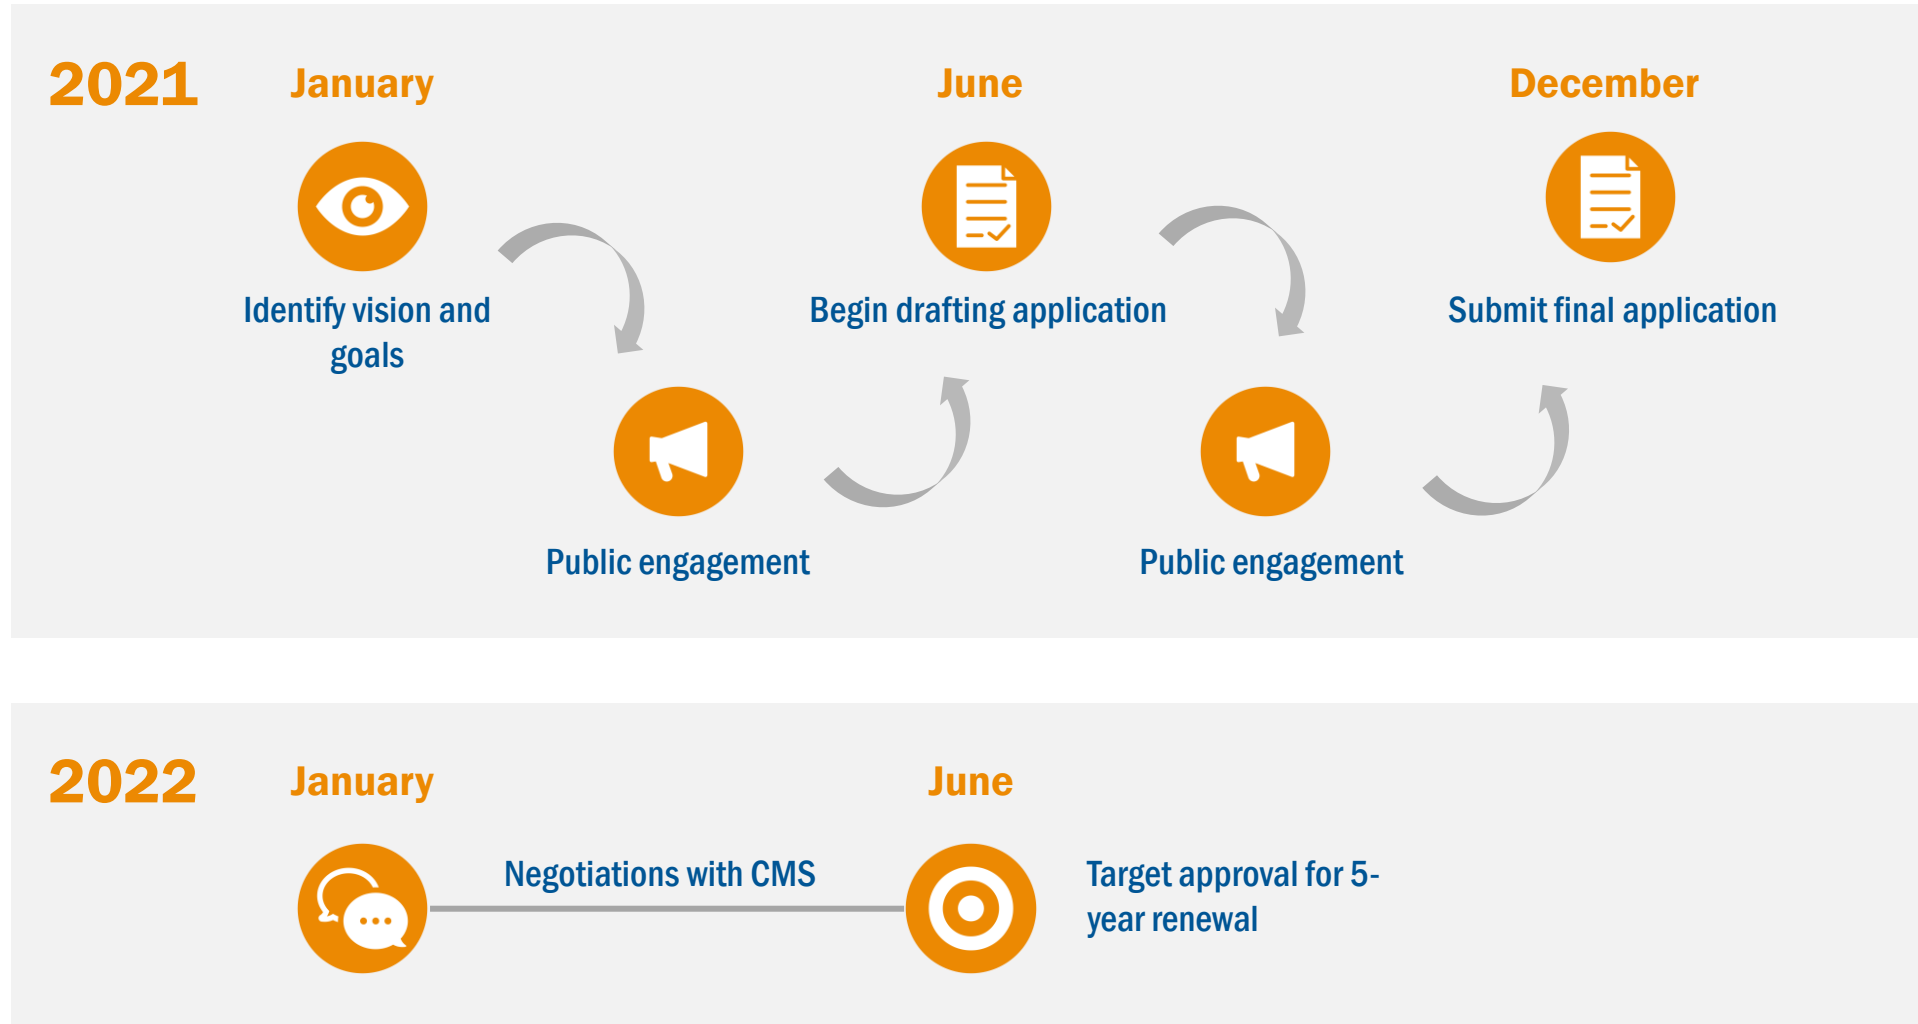 2021
January
June
December
Identify vision and
goals
Begin drafting application
Submit final application
Public engagement
Public engagement
2022
January
June
Negotiations with CMS
Target approval for 5-
year renewal